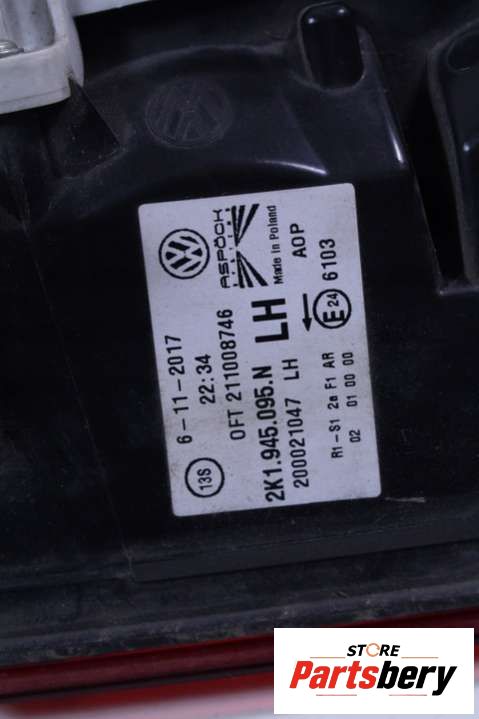 ASPÖCK
SYSTEMS
Made in Poland
6-11-2017
22:34
AOP
OFT 211008746
13S
2K1.945.095.N LH
E24 6103
200021047 LH
R1-S1 2a F1 AR
02 01 00 00
STORE
Partsbery